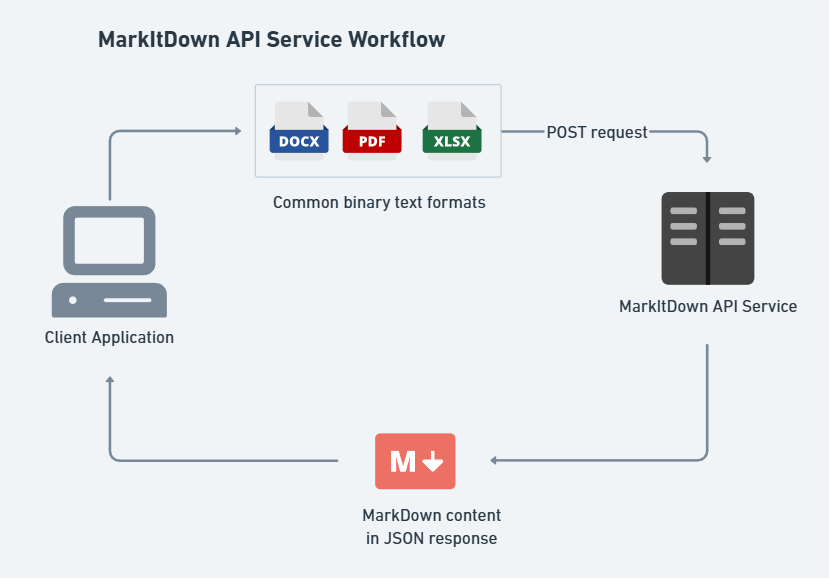 MarkItDown API Service Workflow
DOCX
PDF
XLSX
POST request
Common binary text formats
MarkItDown API Service
Client Application
M
MarkDown content
in JSON response